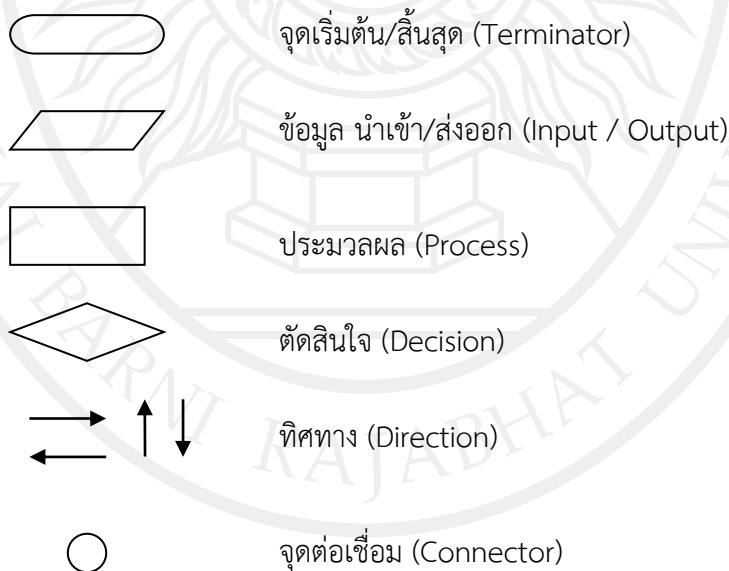 จุดเริ่มต้น/สิ้นสุด (Terminator)
ข้อมูล นำเข้า/ส่งออก (Input / Output)
ประมวลผล (Process)
ตัดสินใจ (Decision)
ทิศทาง (Direction)
จุดต่อเชื่อม (Connector)
BARNI RAJABHAT